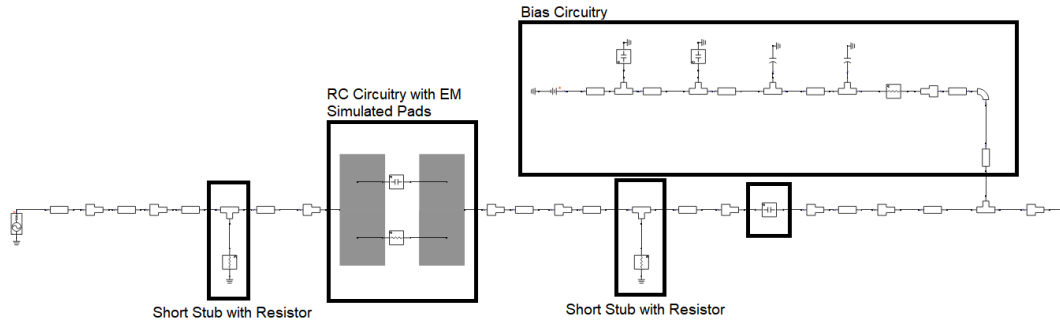 Bias Circuitry
RC Circuitry with EM
Simulated Pads
Short Stub with Resistor
Short Stub with Resistor